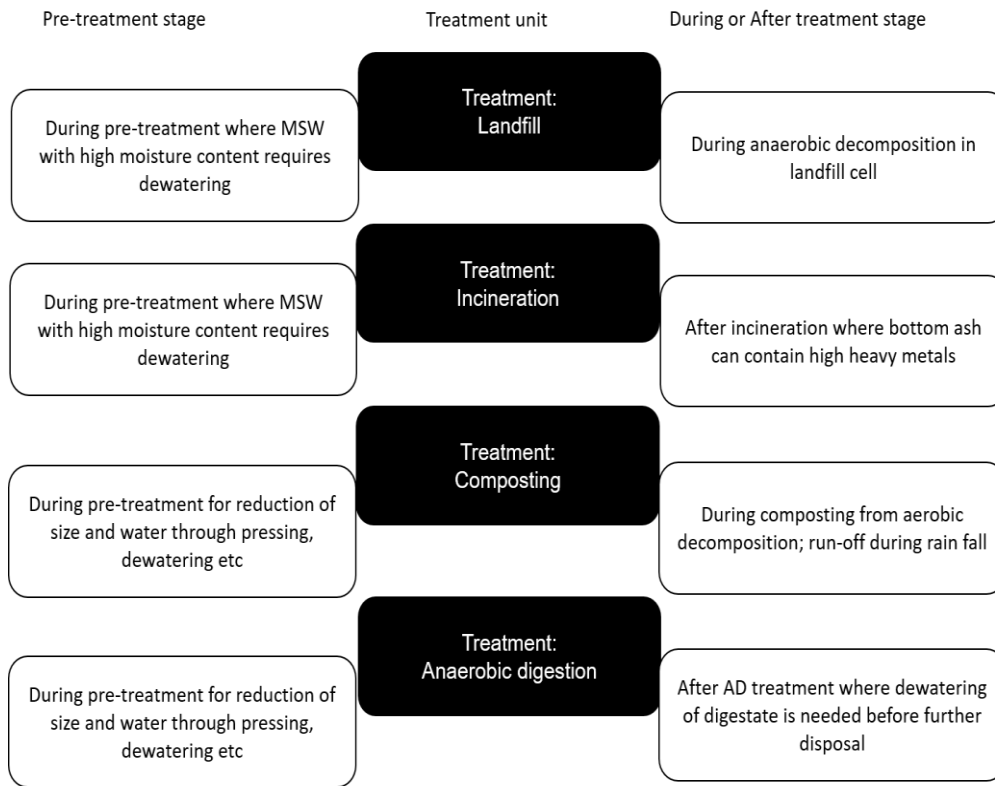 Pre-treatment stage
Treatment unit
During or After treatment stage
During pre-treatment where MSW
with high moisture content requires
dewatering
Treatment:
Landfill
During anaerobic decomposition in
landfill cell
During pre-treatment where MSW
with high moisture content requires
dewatering
Treatment:
Incineration
After incineration where bottom ash
can contain high heavy metals
During pre-treatment for reduction of
size and water through pressing,
dewatering etc
Treatment:
Composting
During composting from aerobic
decomposition; run-off during rain fall
During pre-treatment for reduction of
size and water through pressing,
dewatering etc
Treatment:
Anaerobic digestion
After AD treatment where dewatering
of digestate is needed before further
disposal